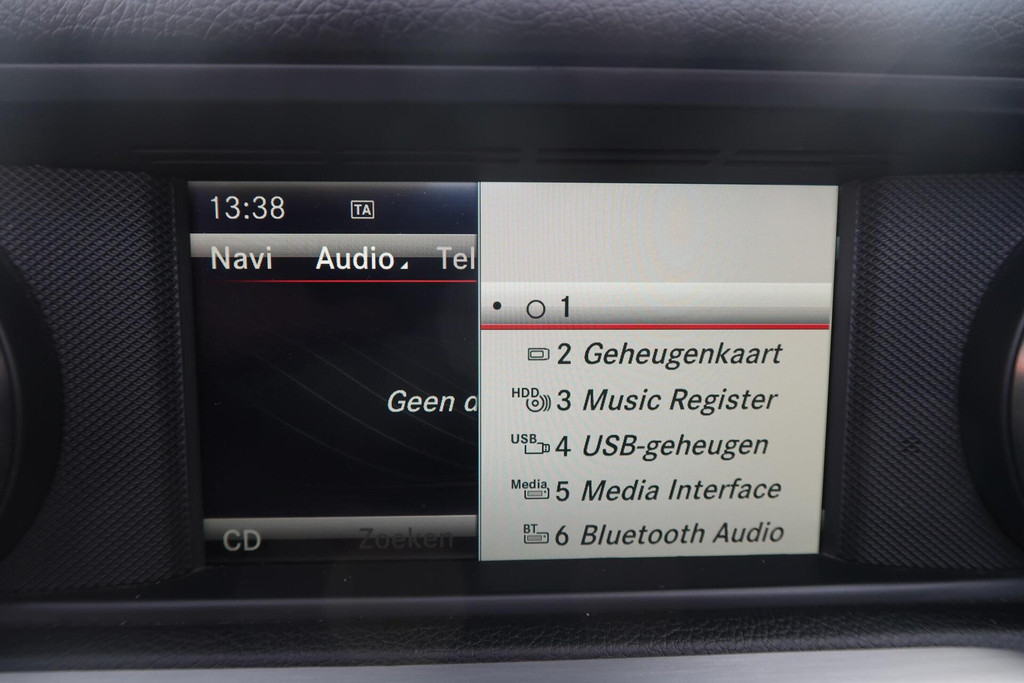 13:38 TA
Navi Audio Tel
Geen d
CD Zoeken
1
2 Geheugenkaart
HDD 3 Music Register
USB 4 USB-geheugen
Media 5 Media Interface
BT 6 Bluetooth Audio